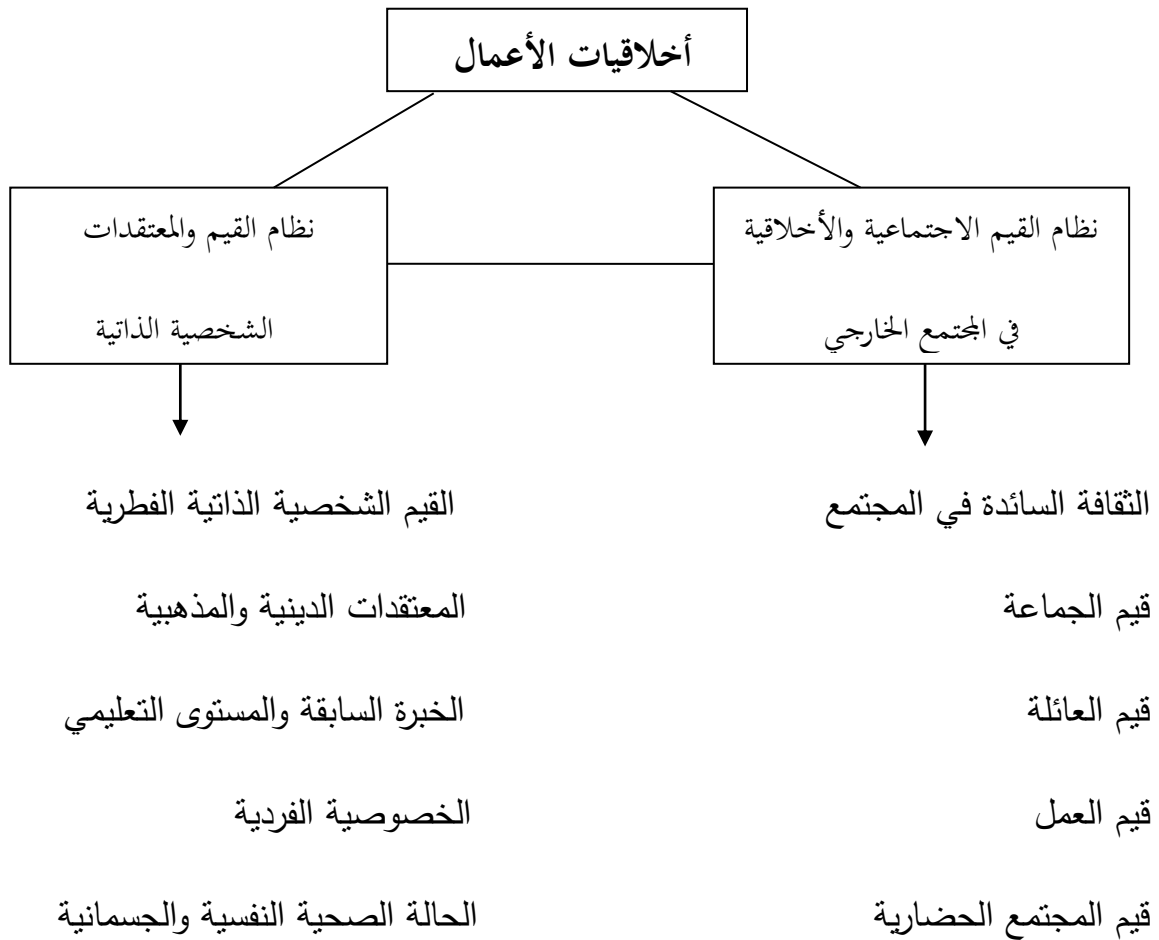 أخلاقيات الأعمال
نظام القيم الاجتماعية والأخلاقية
في المجتمع الخارجي
نظام القيم والمعتقدات
الشخصية الذاتية
الثقافة السائدة في المجتمع
قيم الجماعة
قيم العائلة
قيم العمل
قيم المجتمع الحضارية
القيم الشخصية الذاتية الفطرية
المعتقدات الدينية والمذهبية
الخبرة السابقة والمستوى التعليمي
الخصوصية الفردية
الحالة الصحية النفسية والجسمانية